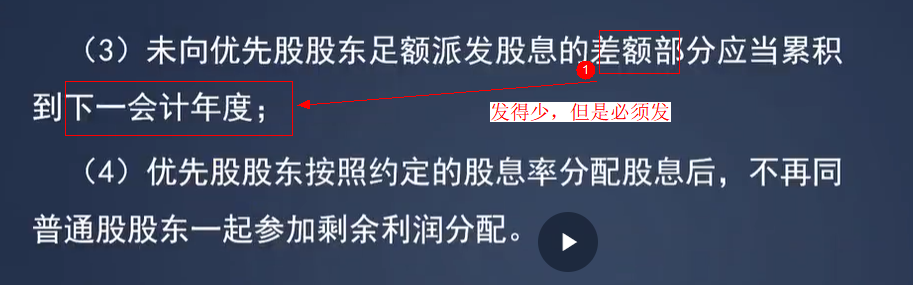 （3）未向优先股股东足额派发股息的差额部分应当累积
1
到下一会计年度；
发得少，但是必须发
（4）优先股股东按照约定的股息率分配股息后，不再同
普通股股东一起参加剩余利润分配。